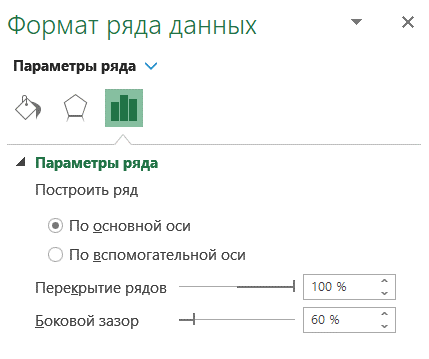 Формат ряда данных
Параметры ряда
Параметры ряда
Построить ряд
По основной оси
По вспомогательной оси
Перекрытие рядов 100 %
Боковой зазор 60 %